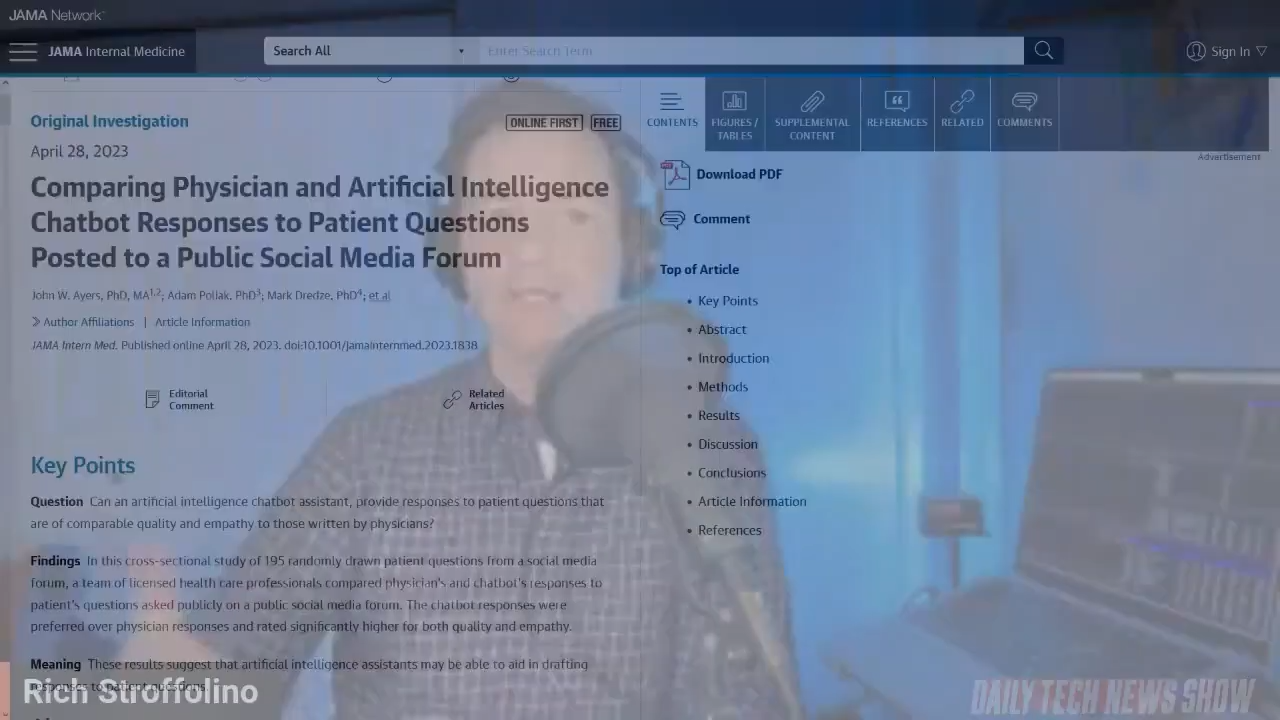 JAMA Network
JAMA Internal Medicine
Search All
Enter Search Term
Sign In
Original Investigation
ONLINE FIRST
FREE
April 28, 2023
Comparing Physician and Artificial Intelligence
Chatbot Responses to Patient Questions
Posted to a Public Social Media Forum
John W. Ayers, PhD, MA1,2; Adam Poliak, PhD3; Mark Dredze, PhD4; et al
Author Affiliations | Article Information
JAMA Intern Med. Published online April 28, 2023. doi:10.1001/jamainternmed.2023.1838
Editorial
Comment
Related
Articles
Key Points
Question Can an artificial intelligence chatbot assistant, provide responses to patient questions that
are of comparable quality and empathy to those written by physicians?
Findings In this cross-sectional study of 195 randomly drawn patient questions from a social media
forum, a team of licensed health care professionals compared physician's and chatbot's responses to
patient's questions asked publicly on a public social media forum. The chatbot responses were
preferred over physician responses and rated significantly higher for both quality and empathy.
Meaning These results suggest that artificial intelligence assistants may be able to aid in drafting
responses to patient questions.
CONTENTS
FIGURES /
TABLES
SUPPLEMENTAL
CONTENT
REFERENCES
RELATED
COMMENTS
Advertisement
Download PDF
Comment
Top of Article
• Key Points
• Abstract
• Introduction
• Methods
• Results
• Discussion
• Conclusions
• Article Information
• References
Rich Stroffolino
DAILY TECH NEWS SHOW